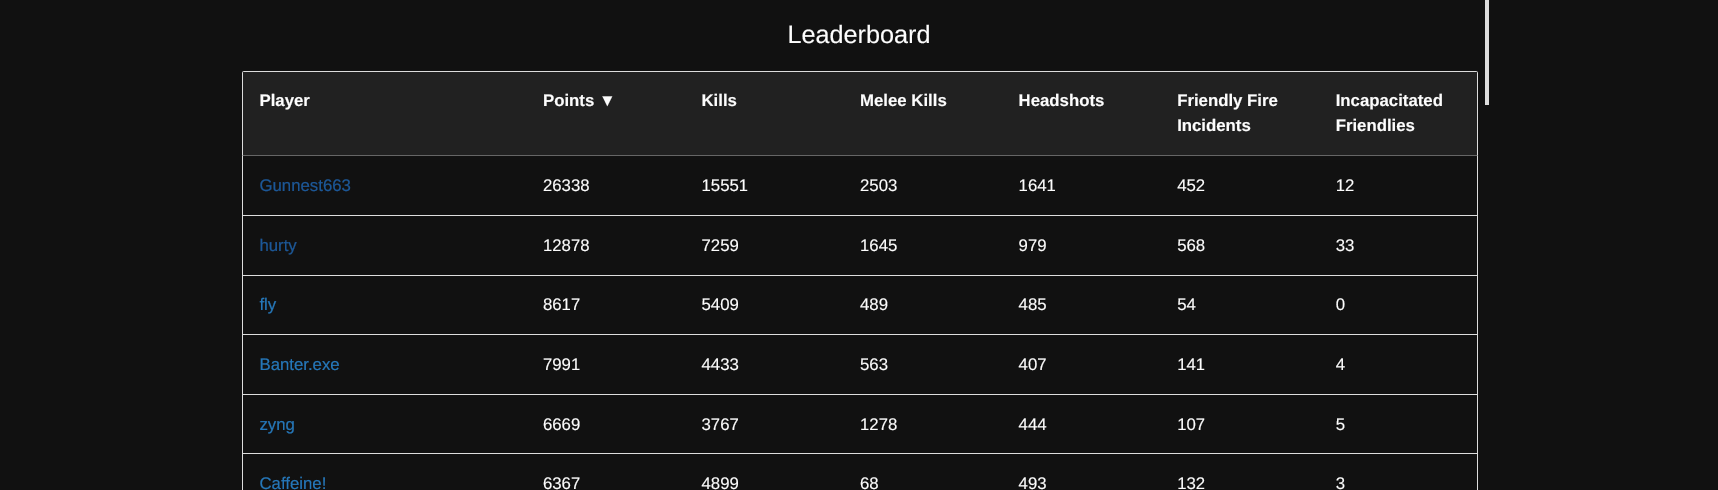 Leaderboard
Player Points ▼ Kills Melee Kills Headshots Friendly Fire Incidents Incapacitated Friendlies
Gunnest663 26338 15551 2503 1641 452 12
hurty 12878 7259 1645 979 568 33
fly 8617 5409 489 485 54 0
Banter.exe 7991 4433 563 407 141 4
zyng 6669 3767 1278 444 107 5
Caffeine! 6367 4899 68 493 132 3